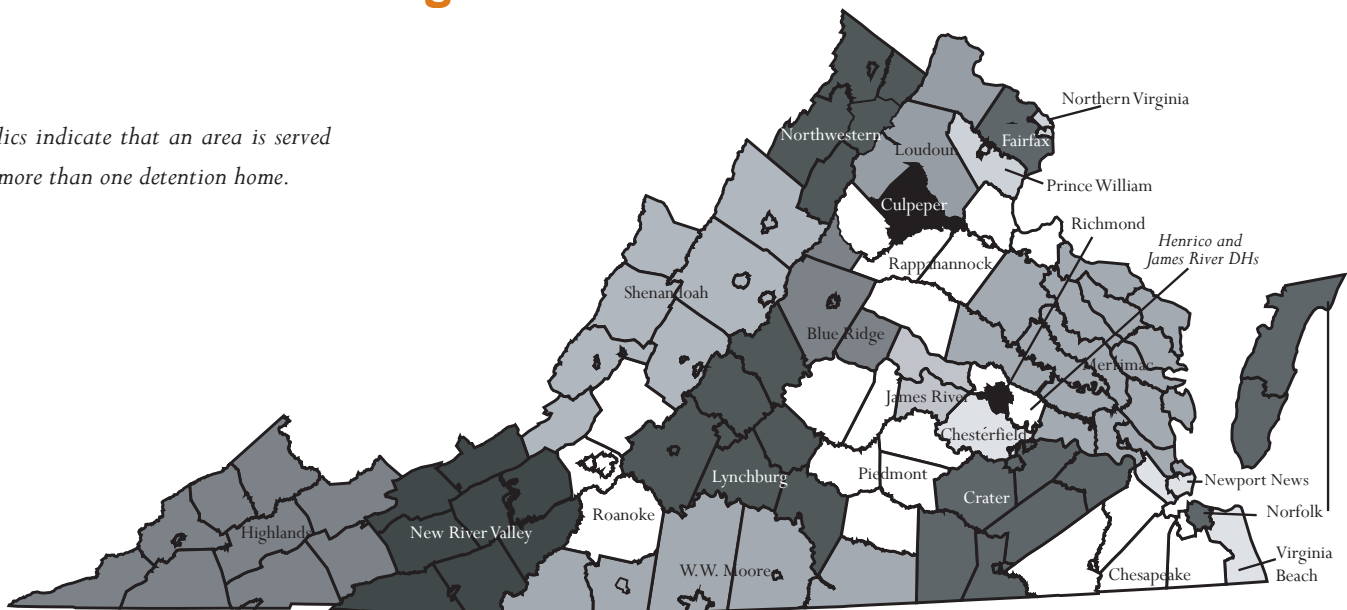 lics indicate that an area is served
more than one detention home.
Northern Virginia
Northwestern
Loudoun
Fairfax
Prince William
Culpeper
Richmond
Henrico and
James River DHs
Rappahannock
Shenandoah
Blue Ridge
Merrimac
James River
Chesterfield
Piedmont
Lynchburg
Crater
Newport News
Roanoke
Norfolk
Highlands
New River Valley
W.W. Moore
Virginia
Beach
Chesapeake